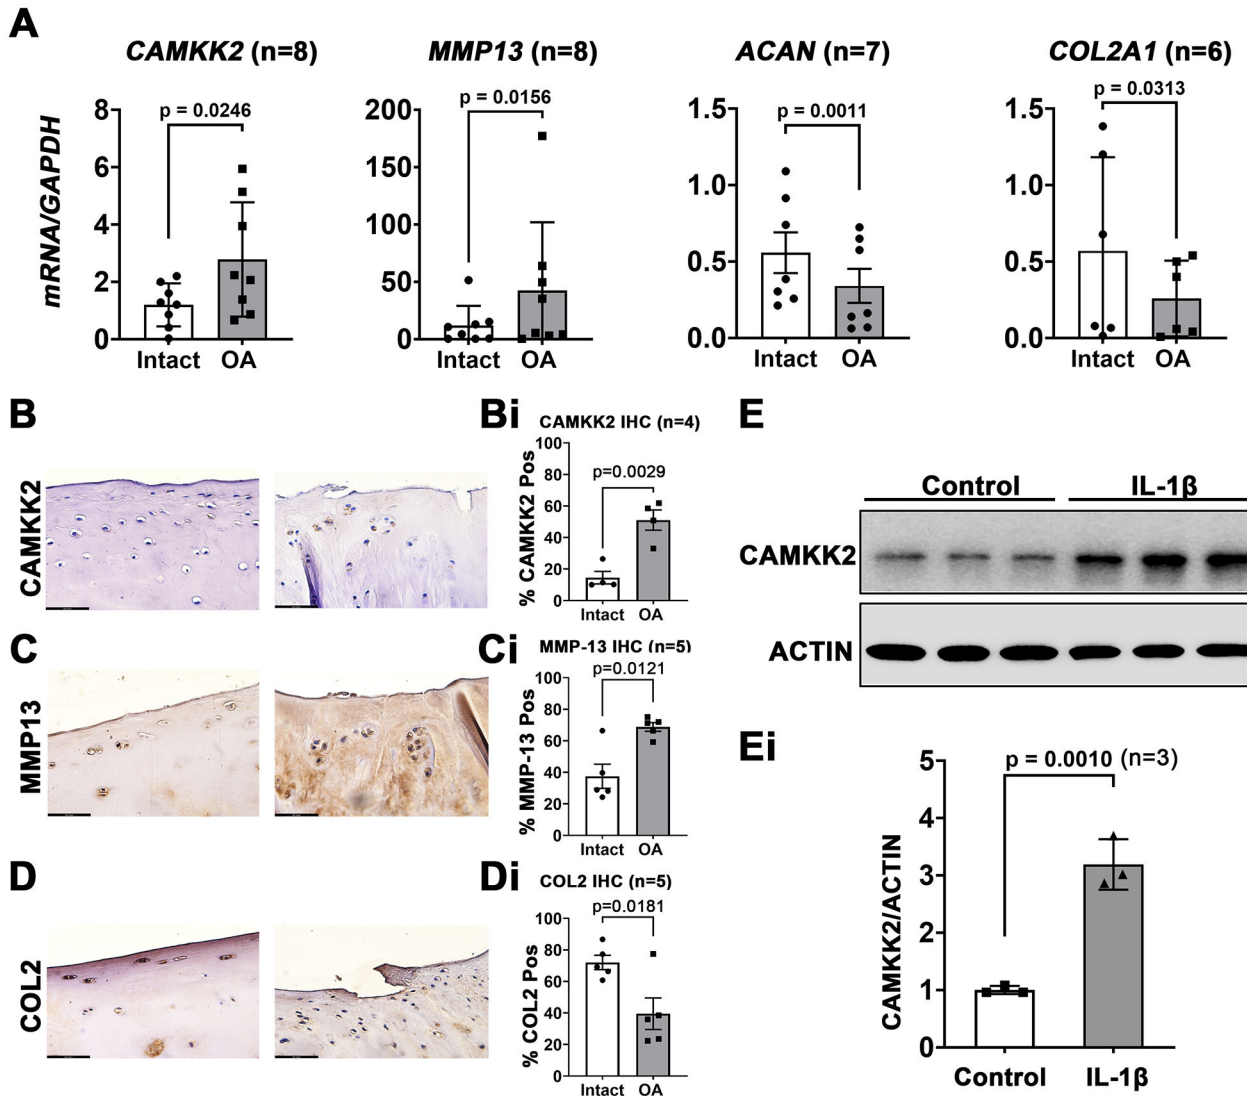 A
CAMKK2 (n=8)
MMP13 (n=8)
ACAN (n=7)
COL2A1 (n=6)
mRNA/GAPDH
p = 0.0246
8
6
4
2
0
Intact
OA
p = 0.0156
200
150
100
50
0
Intact
OA
p = 0.0011
1.5
1.0
0.5
0.0
Intact
OA
p = 0.0313
1.5
1.0
0.5
0.0
Intact
OA
B
CAMKK2
Bi
CAMKK2 IHC (n=4)
% CAMKK2 Pos
p=0.0029
100
80
60
40
20
0
Intact
OA
C
MMP13
Ci
MMP-13 IHC (n=5)
% MMP-13 Pos
p=0.0121
100
80
60
40
20
0
Intact
OA
D
COL2
Di
COL2 IHC (n=5)
% COL2 Pos
p=0.0181
100
80
60
40
20
0
Intact
OA
E
Control
IL-1β
CAMKK2
ACTIN
Ei
p = 0.0010 (n=3)
CAMKK2/ACTIN
5
4
3
2
1
0
Control
IL-1β